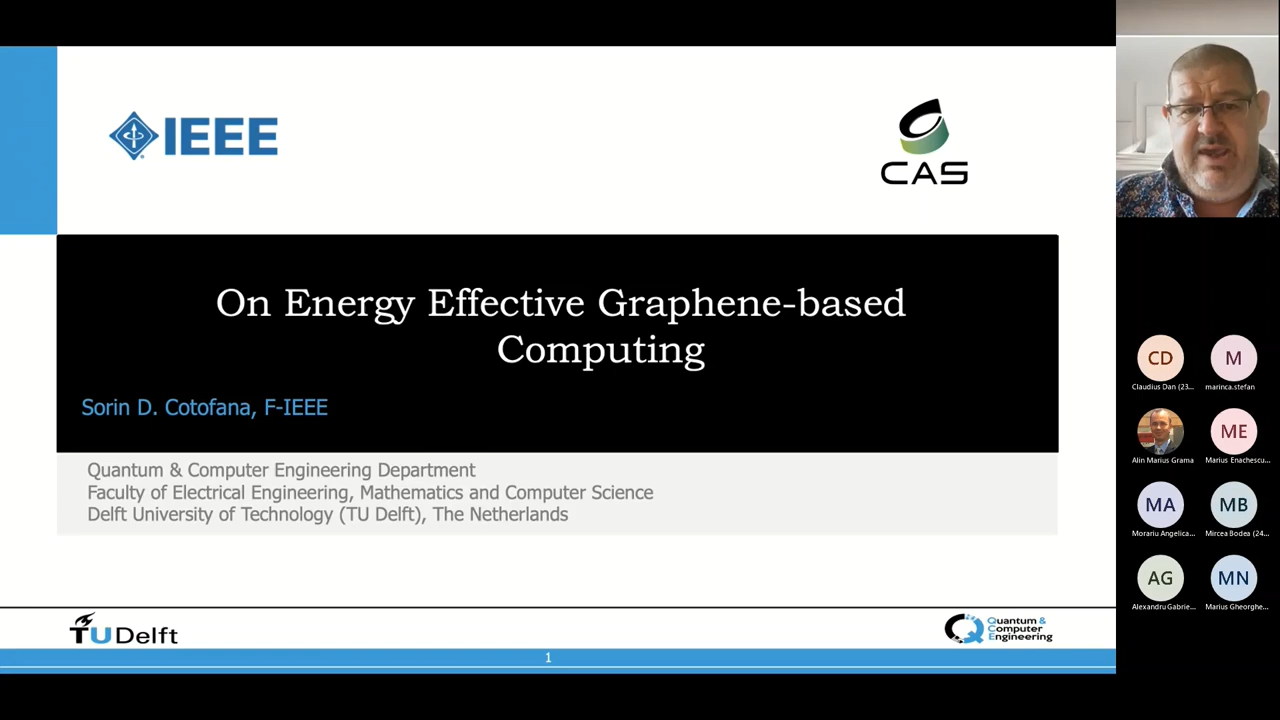 IEEE
CAS
On Energy Effective Graphene-based
Computing
Sorin D. Cotofana, F-IEEE
Quantum & Computer Engineering Department
Faculty of Electrical Engineering, Mathematics and Computer Science
Delft University of Technology (TU Delft), The Netherlands
TU Delft
Quantum &
Computer
Engineering
1
CD
M
Claudius Dan (23...
marinca.stefan
ME
Alin Marius Grama
Marius Enachescu...
MA
MB
Morariu Angelica...
Mircea Bodea (24...
AG
MN
Alexandru Gabrie...
Marius Gheorghe...